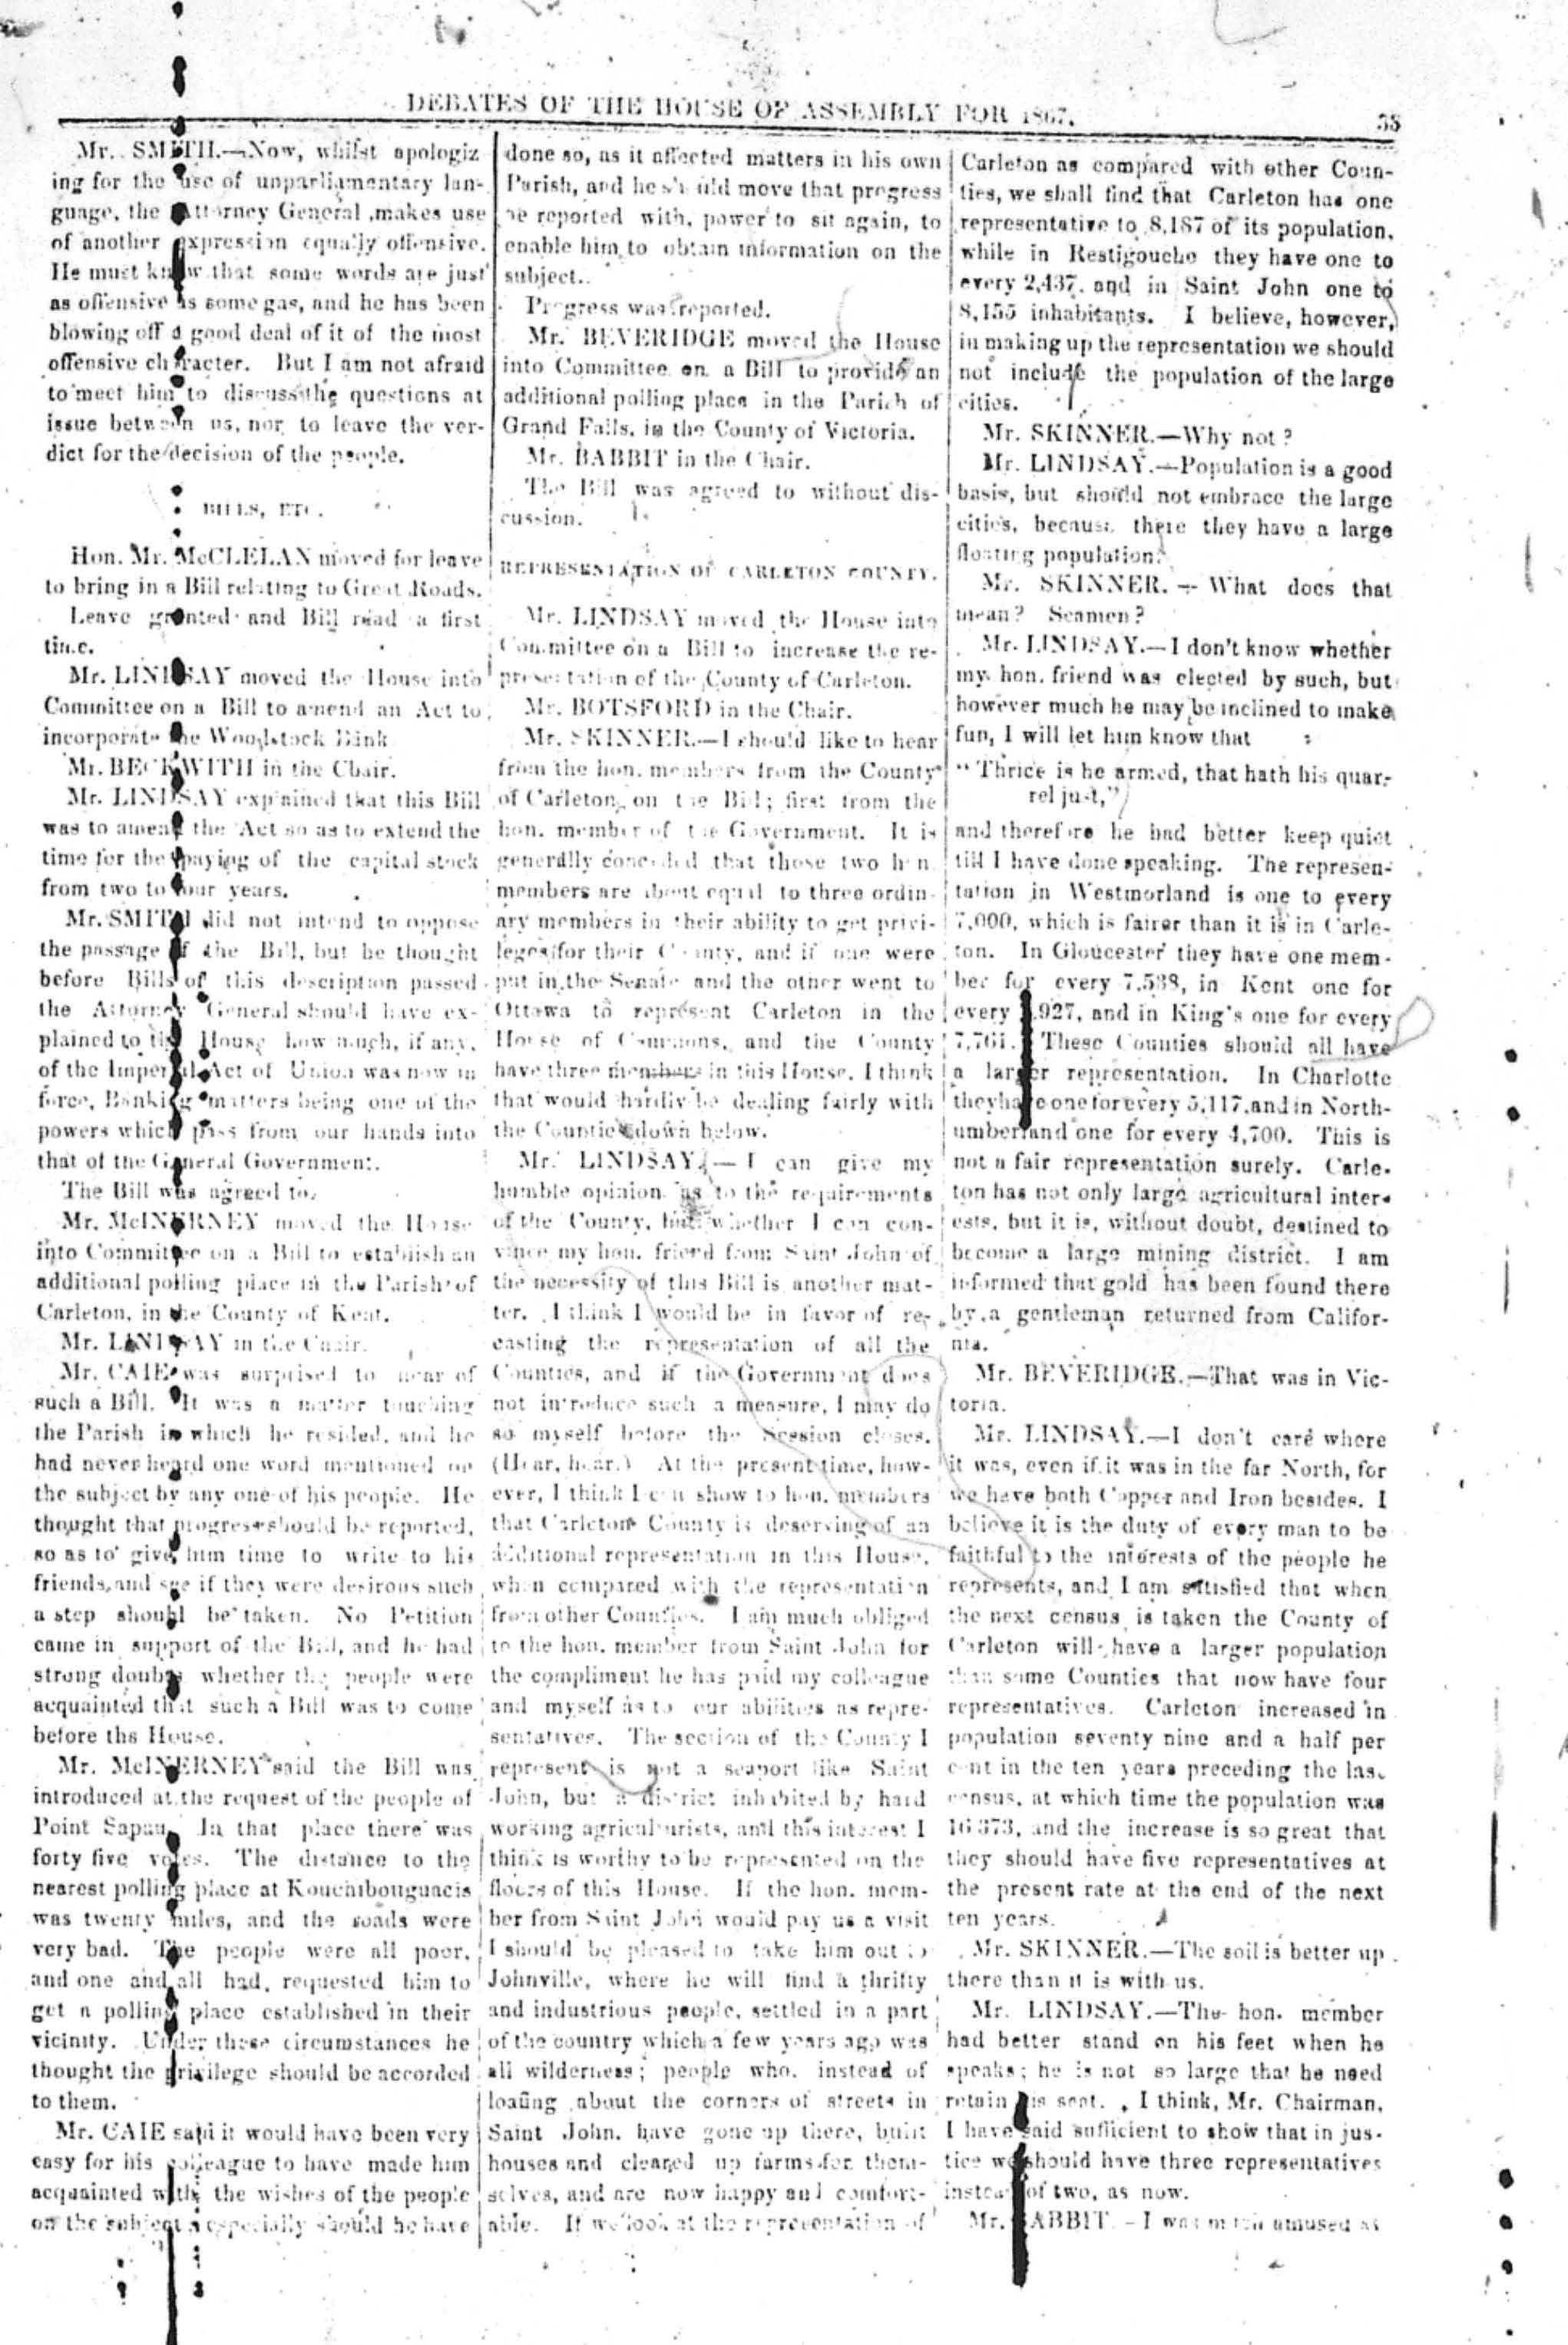 DEBATES OF THE HOUSE OF ASSEMBLY FOR 1867.
Mr. SMITH.—Now, whilst apologiz
ing for the use of unparliamentary lan-
guage, the Attorney General makes use
of another expression equally offensive.
He must know that some words are just
as offensive as some gas, and he has been
blowing off a good deal of it of the most
offensive character. But I am not afraid
to meet him to discuss the questions at
issue between us, nor to leave the ver-
dict for the decision of the people.
BILLS, ETC.
Hon. Mr. McCLELAN moved for leave
to bring in a Bill relating to Great Roads.
Leave granted and Bill read a first
time.
Mr. LINDSAY moved the House into
Committee on a Bill to amend an Act to
incorporate the Woodstock Bank
Mr. BECKWITH in the Chair.
Mr. LINDSAY explained that this Bill
was to amend the Act so as to extend the
time for the paying of the capital stock
from two to four years.
Mr. SMITH did not intend to oppose
the passage of the Bill, but he thought
before Bills of this description passed
the Attorney General should have ex-
plained to the House how much, if any,
of the Imperial Act of Union was now in
force, Banking matters being one of the
powers which pass from our hands into
that of the General Government.
The Bill was agreed to.
Mr. McINERNEY moved the House
into Committee on a Bill to establish an
additional polling place in the Parish of
Carleton, in the County of Kent.
Mr. LINDSAY in the Chair.
Mr. CAIE was surprised to hear of
such a Bill. It was a matter touching
the Parish in which he resided, and he
had never heard one word mentioned on
the subject by any one of his people. He
thought that progress should be reported,
so as to give him time to write to his
friends, and see if they were desirous such
a step should be taken. No Petition
came in support of the Bill, and he had
strong doubts whether the people were
acquainted that such a Bill was to come
before ths House.
Mr. McINERNEY said the Bill was
introduced at the request of the people of
Point Sapau. In that place there was
forty five votes. The distance to the
nearest polling place at Kouchibouguacis
was twenty miles, and the roads were
very bad. The people were all poor,
and one and all had requested him to
get a polling place established in their
vicinity. Under these circumstances he
thought the privilege should be accorded
to them.
Mr. CAIE said it would have been very
easy for his colleague to have made him
acquainted with the wishes of the people
on the subject especially should he have
done so, as it affected matters in his own
Parish, and he should move that progress
be reported with power to sit again, to
enable him to obtain information on the
subject.
Progress was reported.
Mr. BEVERIDGE moved the House
into Committee on a Bill to provide an
additional polling place in the Parish of
Grand Falls, in the County of Victoria.
Mr. BABBIT in the Chair.
The Bill was agreed to without dis-
cussion.
REPRESENTATION OF CARLETON COUNTY.
Mr. LINDSAY moved the House into
Committee on a Bill to increase the re-
presentation of the County of Carleton.
Mr. BOTSFORD in the Chair.
Mr. SKINNER.—I should like to hear
from the hon. members from the County
of Carleton on the Bill; first from the
hon. member of the Government. It is
generally conceded that those two hon
members are about equal to three ordin-
ary members in their ability to get privi-
leges for their County, and if one were
put in the Senate and the other went to
Ottawa to represent Carleton in the
House of Commons, and the County
have three members in this House, I think
that would hardly be dealing fairly with
the Counties down below.
Mr. LINDSAY.—I can give my
humble opinion as to the requirements
of the County, but whether I can con-
vince my hon. friend from Saint John of
the necessity of this Bill is another mat-
ter. I think I would be in favor of re-
casting the representation of all the
Counties, and if the Government does
not introduce such a measure, I may do
so myself before the Session closes.
(Hear, hear.) At the present time, how-
ever, I think I can show to hon. members
that Carleton County is deserving of an
additional representation in this House,
when compared with the representation
from other Counties. I am much obliged
to the hon. member from Saint John for
the compliment he has paid my colleague
and myself as to our abilities as repre-
sentatives. The section of the County I
represent is not a seaport like Saint
John, but a district inhabited by hard
working agriculturists, and this interest I
think is worthy to be represented on the
floors of this House. If the hon. mem-
ber from Saint John would pay us a visit
I should be pleased to take him out to
Johnville, where he will find a thrifty
and industrious people, settled in a part
of the country which a few years ago was
all wilderness; people who, instead of
loafing about the corners of streets in
Saint John, have gone up there, built
houses and cleared up farms for them-
selves, and are now happy and comfort-
able. If we look at the representation of
35
Carleton as compared with other Coun-
ties, we shall find that Carleton has one
representative to 8,187 of its population,
while in Restigouche they have one to
every 2,437, and in Saint John one to
8,155 inhabitants. I believe, however,
in making up the representation we should
not include the population of the large
cities.
Mr. SKINNER.—Why not?
Mr. LINDSAY.—Population is a good
basis, but should not embrace the large
cities, because there they have a large
floating population.
Mr. SKINNER.—What does that
mean? Seamen?
Mr. LINDSAY.—I don't know whether
my hon. friend was elected by such, but
however much he may be inclined to make
fun, I will let him know that
"Thrice is he armed, that hath his quar-
rel just,"
and therefore he had better keep quiet
till I have done speaking. The represen-
tation in Westmorland is one to every
7,000, which is fairer than it is in Carle-
ton. In Gloucester they have one mem-
ber for every 7,538, in Kent one for
every 927, and in King's one for every
7,761. These Counties should all have
a larger representation. In Charlotte
they have one for every 5,117, and in North-
umberland one for every 4,700. This is
not a fair representation surely. Carle-
ton has not only large agricultural inter-
ests, but it is, without doubt, destined to
become a large mining district. I am
informed that gold has been found there
by a gentleman returned from Califor-
nia.
Mr. BEVERIDGE.—That was in Vic-
toria.
Mr. LINDSAY.—I don't care where
it was, even if it was in the far North, for
we have both Copper and Iron besides. I
believe it is the duty of every man to be
faithful to the interests of the people he
represents, and I am satisfied that when
the next census is taken the County of
Carleton will have a larger population
than some Counties that now have four
representatives. Carleton increased in
population seventy nine and a half per
cent in the ten years preceding the last
census, at which time the population was
16 373, and the increase is so great that
they should have five representatives at
the present rate at the end of the next
ten years.
Mr. SKINNER.—The soil is better up
there than it is with us.
Mr. LINDSAY.—The hon. member
had better stand on his feet when he
speaks; he is not so large that he need
retain his seat. I think, Mr. Chairman,
I have said sufficient to show that in jus-
tice we should have three representatives
instead of two, as now.
Mr. BABBIT.—I was much amused as